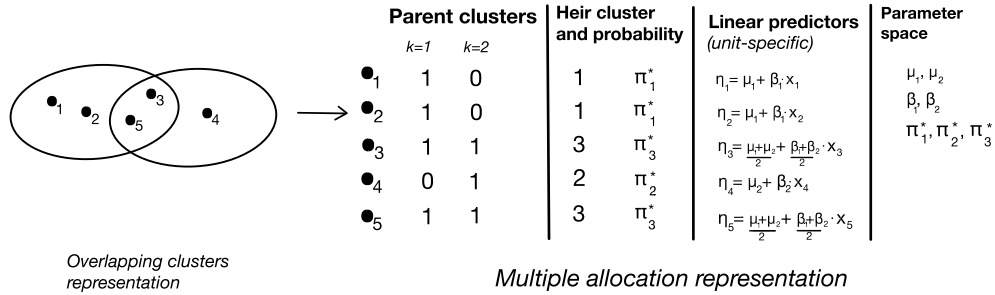 Parent clusters
k=1 k=2
Heir cluster
and probability
Linear predictors
(unit-specific)
Parameter
space
●1 1 0 1 π*1 η1= μ1+ β1·x1
●2 1 0 1 π*1 η2= μ1+ β1·x2
●3 1 1 3 π*3 η3= μ1+μ2/2 + β1+β2/2 ·x3
●4 0 1 2 π*2 η4= μ2+ β2·x4
●5 1 1 3 π*3 η5= μ1+μ2/2 + β1+β2/2 ·x5
μ1, μ2
β1, β2
π*1, π*2, π*3
1
2
3
5
4
Overlapping clusters
representation
Multiple allocation representation